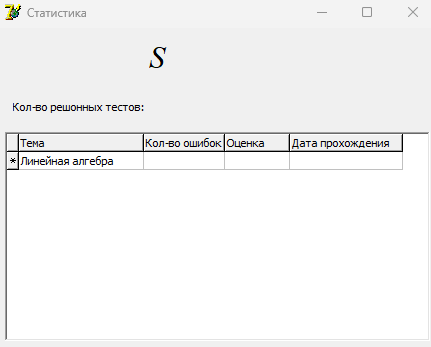 Статистика
S
Кол-во решонных тестов:
Тема Кол-во ошибок Оценка Дата прохождения
* Линейная алгебра